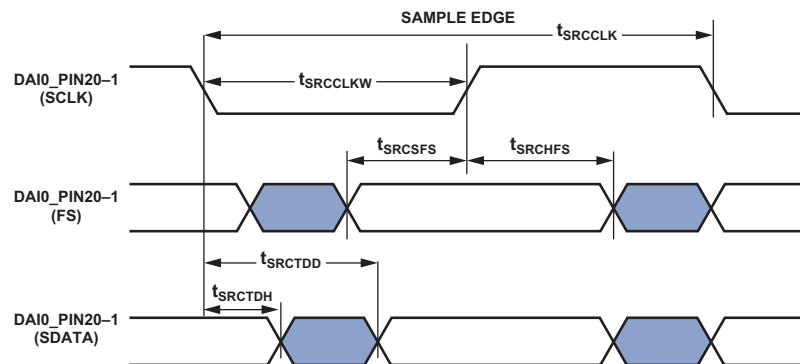 SAMPLE EDGE
tSRCCLK
DAI0_PIN20–1
(SCLK)
tSRCCLKW
tSRCSFS
tSRCHFS
DAI0_PIN20–1
(FS)
tSRCTDD
tSRCTDH
DAI0_PIN20–1
(SDATA)